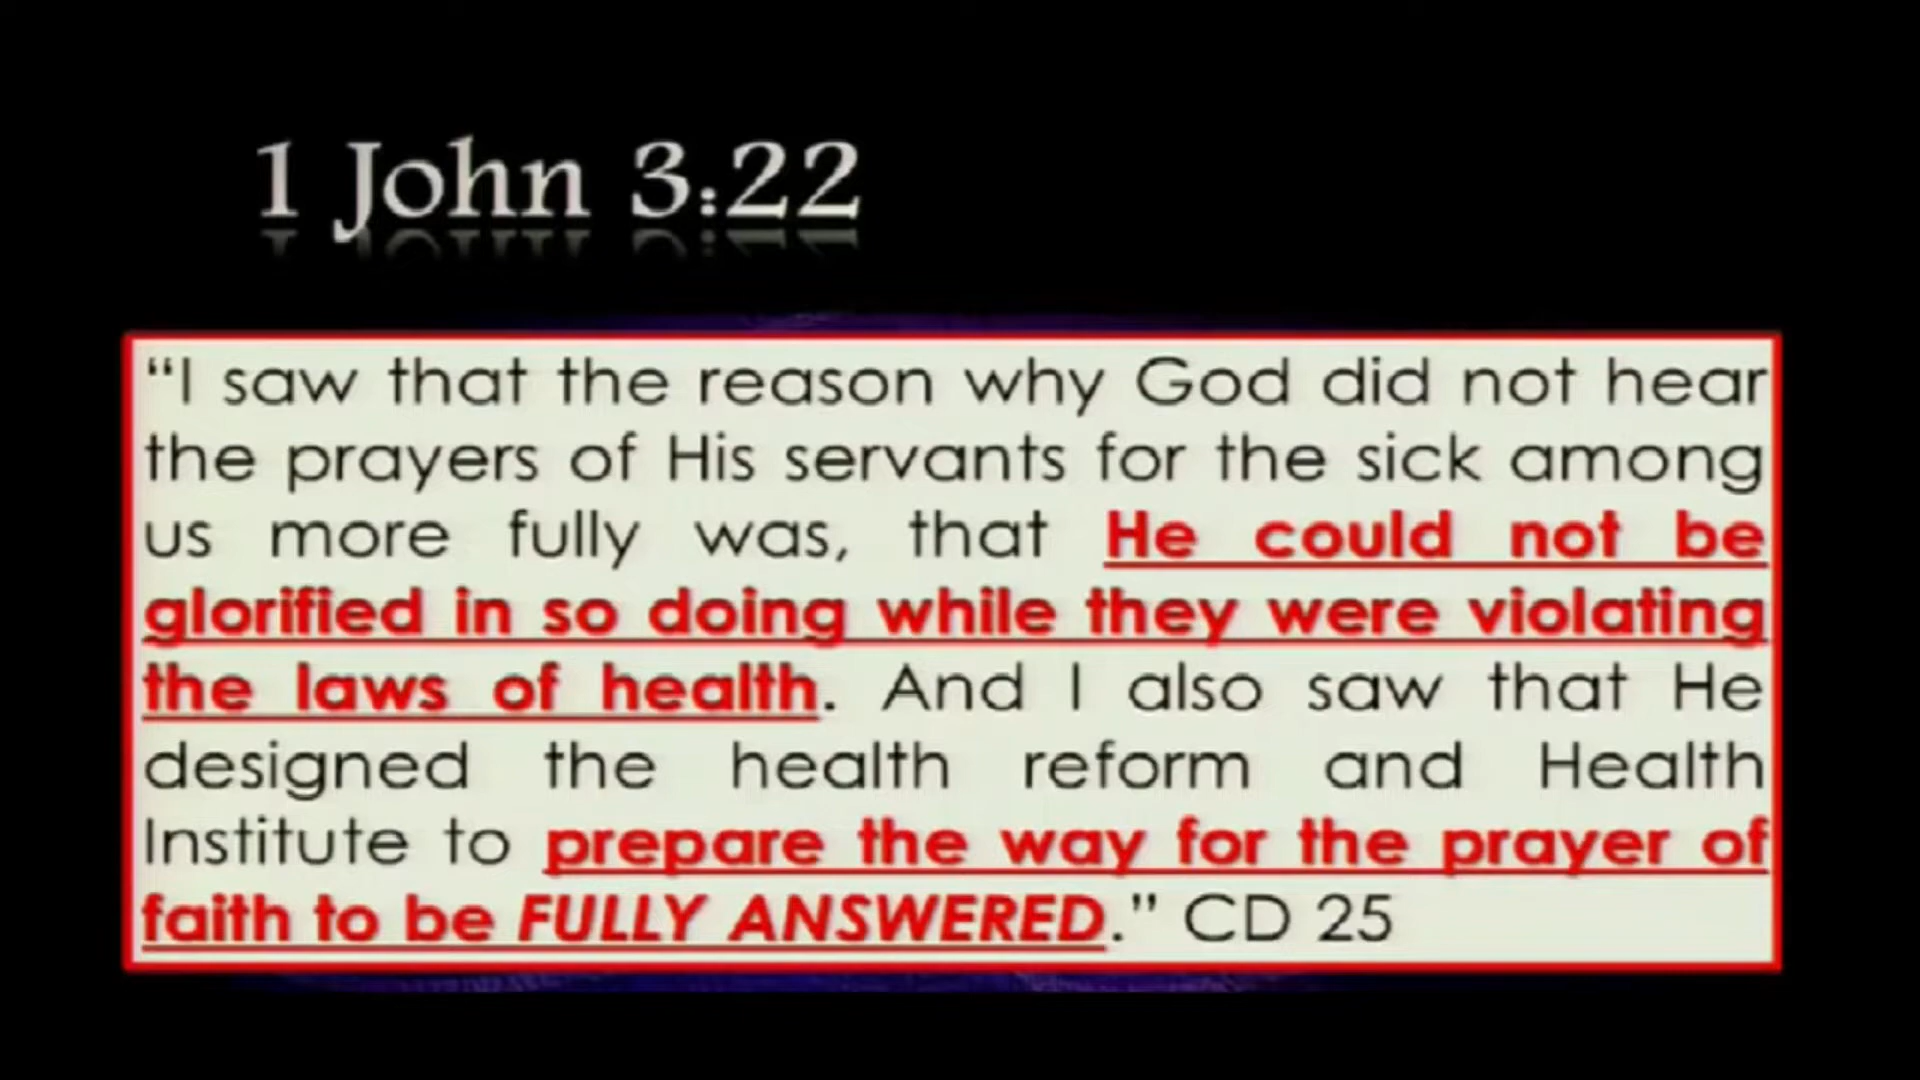 1 John 3:22
“I saw that the reason why God did not hear
the prayers of His servants for the sick among
us more fully was, that He could not be
glorified in so doing while they were violating
the laws of health. And I also saw that He
designed the health reform and Health
Institute to prepare the way for the prayer of
faith to be FULLY ANSWERED.” CD 25